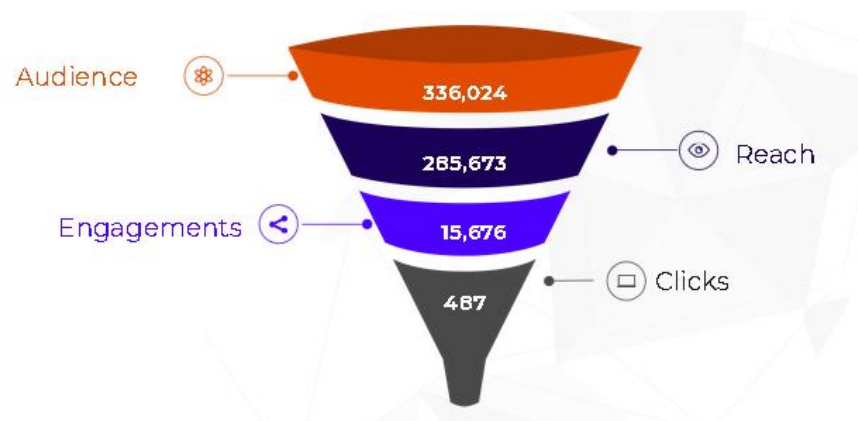 Audience
336,024
285,673
Reach
Engagements
15,676
487
Clicks